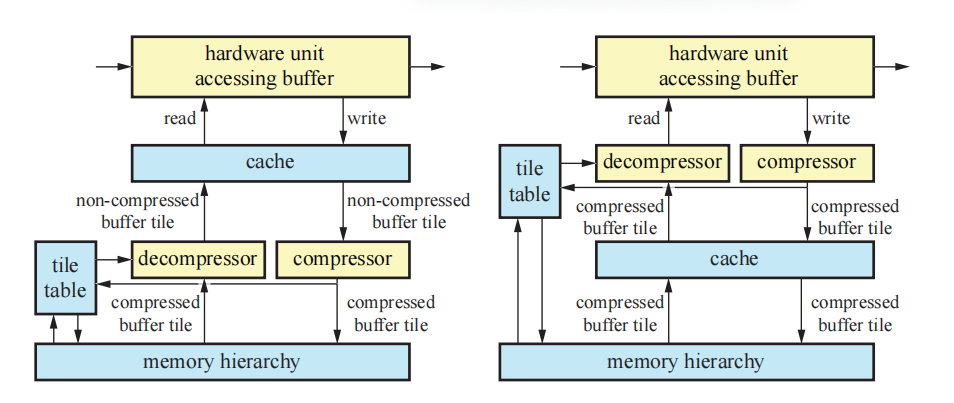 hardware unit
accessing buffer
read
write
cache
non-compressed
buffer tile
non-compressed
buffer tile
tile
table
decompressor
compressor
compressed
buffer tile
compressed
buffer tile
memory hierarchy
hardware unit
accessing buffer
read
write
tile
table
decompressor
compressor
compressed
buffer tile
compressed
buffer tile
cache
compressed
buffer tile
compressed
buffer tile
memory hierarchy